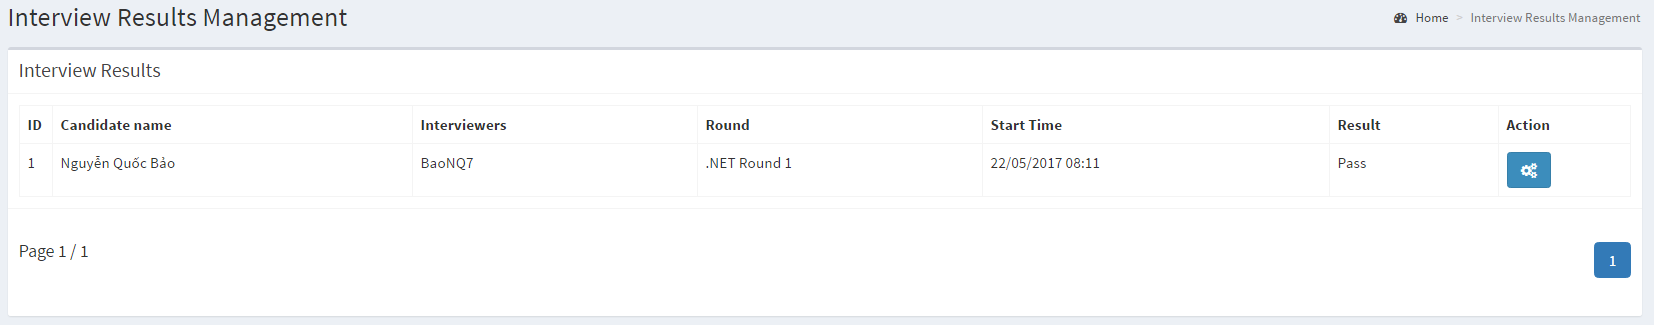 Interview Results Management
Home > Interview Results Management
Interview Results
ID Candidate name Interviewers Round Start Time Result Action
1 Nguyễn Quốc Bảo BaoNQ7 .NET Round 1 22/05/2017 08:11 Pass
Page 1 / 1
1